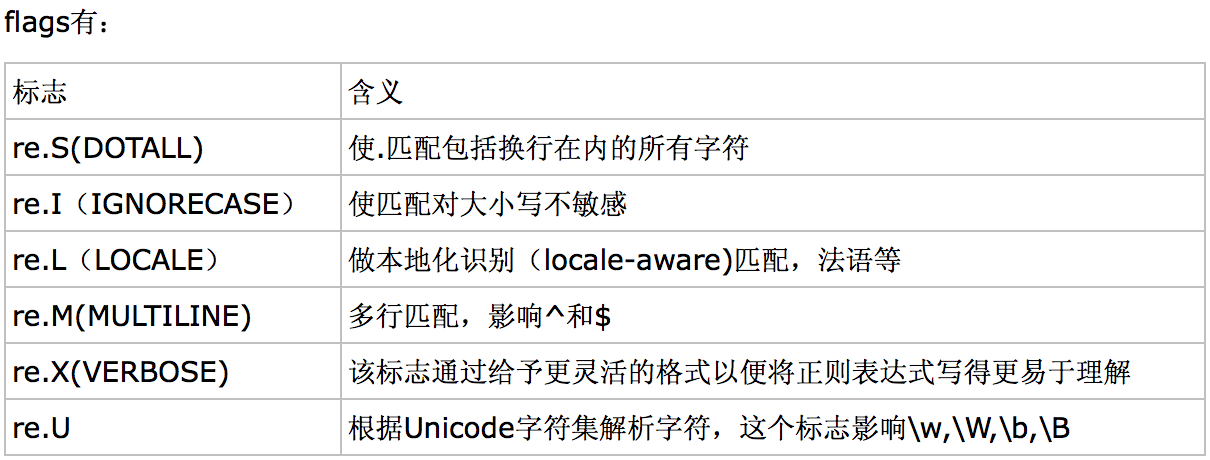 flags有：
标志 含义
re.S(DOTALL) 使.匹配包括换行在内的所有字符
re.I（IGNORECASE） 使匹配对大小写不敏感
re.L（LOCALE） 做本地化识别（locale-aware)匹配，法语等
re.M(MULTILINE) 多行匹配，影响^和$
re.X(VERBOSE) 该标志通过给予更灵活的格式以便将正则表达式写得更易于理解
re.U 根据Unicode字符集解析字符，这个标志影响\w,\W,\b,\B